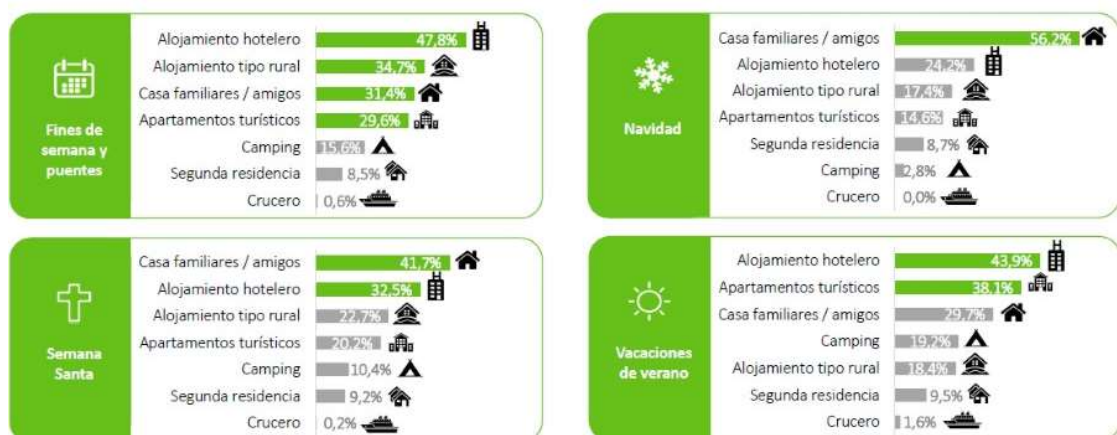 Fines de
semana y
puentes
Alojamiento hotelero 47,8%
Alojamiento tipo rural 34,7%
Casa familiares / amigos 31,4%
Apartamentos turísticos 29,6%
Camping 15,6%
Segunda residencia 8,5%
Crucero 0,6%
Navidad
Casa familiares / amigos 56,2%
Alojamiento hotelero 24,2%
Alojamiento tipo rural 17,4%
Apartamentos turísticos 14,6%
Segunda residencia 8,7%
Camping 2,8%
Crucero 0,0%
Semana
Santa
Casa familiares / amigos 41,7%
Alojamiento hotelero 32,5%
Alojamiento tipo rural 22,7%
Apartamentos turísticos 20,2%
Camping 10,4%
Segunda residencia 9,2%
Crucero 0,2%
Vacaciones
de verano
Alojamiento hotelero 43,9%
Apartamentos turísticos 38,1%
Casa familiares / amigos 29,7%
Camping 19,2%
Alojamiento tipo rural 18,4%
Segunda residencia 9,5%
Crucero 1,6%